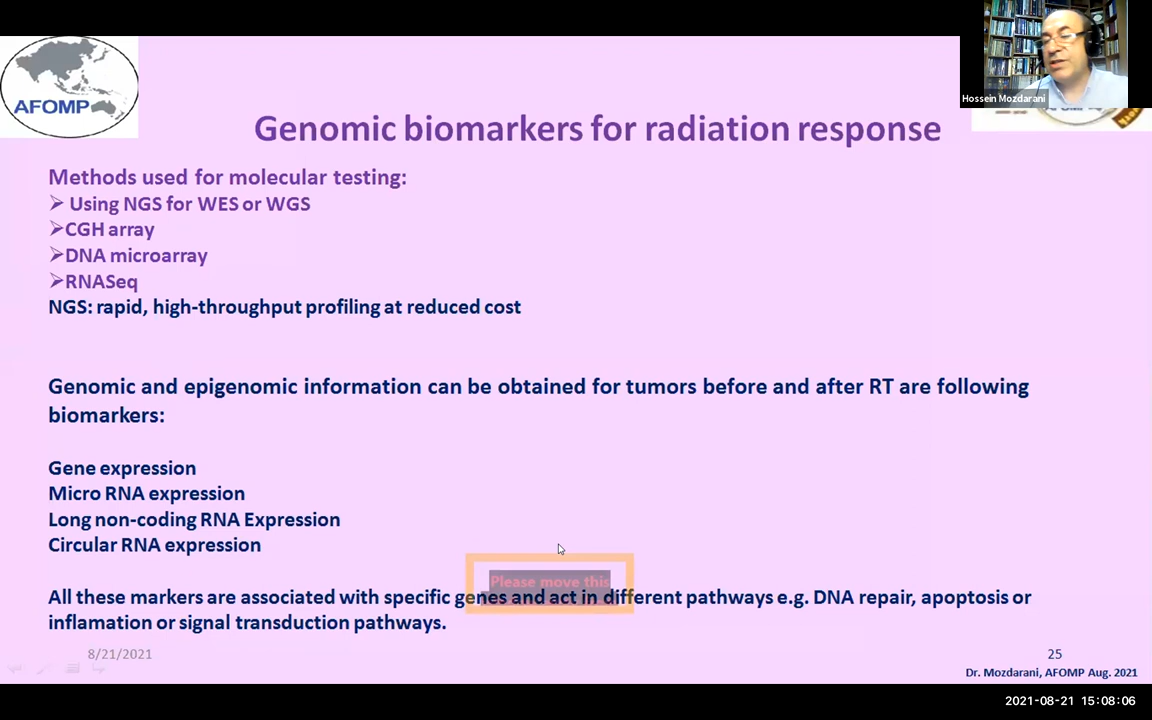 Hossein Mozdarani
AFOMP
Genomic biomarkers for radiation response
Methods used for molecular testing:
➢ Using NGS for WES or WGS
➢CGH array
➢DNA microarray
➢RNASeq
NGS: rapid, high-throughput profiling at reduced cost
Genomic and epigenomic information can be obtained for tumors before and after RT are following
biomarkers:
Gene expression
Micro RNA expression
Long non-coding RNA Expression
Circular RNA expression
Please move this
All these markers are associated with specific genes and act in different pathways e.g. DNA repair, apoptosis or
inflamation or signal transduction pathways.
8/21/2021
25
Dr. Mozdarani, AFOMP Aug. 2021
2021-08-21 15:08:06